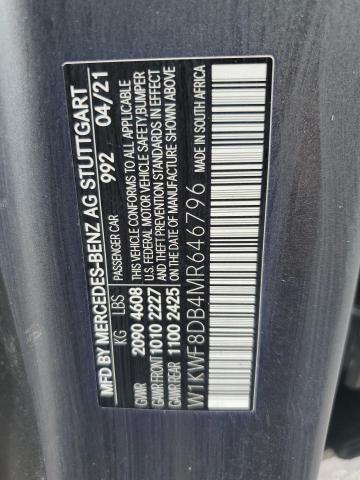 MFD BY MERCEDES-BENZ AG STUTTGART
992 04/21
PASSENGER CAR
KG LBS
GVWR 2090 4608
GAWR FRONT 1010 2227
GAWR REAR 1100 2425
THIS VEHICLE CONFORMS TO ALL APPLICABLE
U.S. FEDERAL MOTOR VEHICLE SAFETY, BUMPER
AND THEFT PREVENTION STANDARDS IN EFFECT
ON THE DATE OF MANUFACTURE SHOWN ABOVE
W1KWF8DB4MR646796
MADE IN SOUTH AFRICA